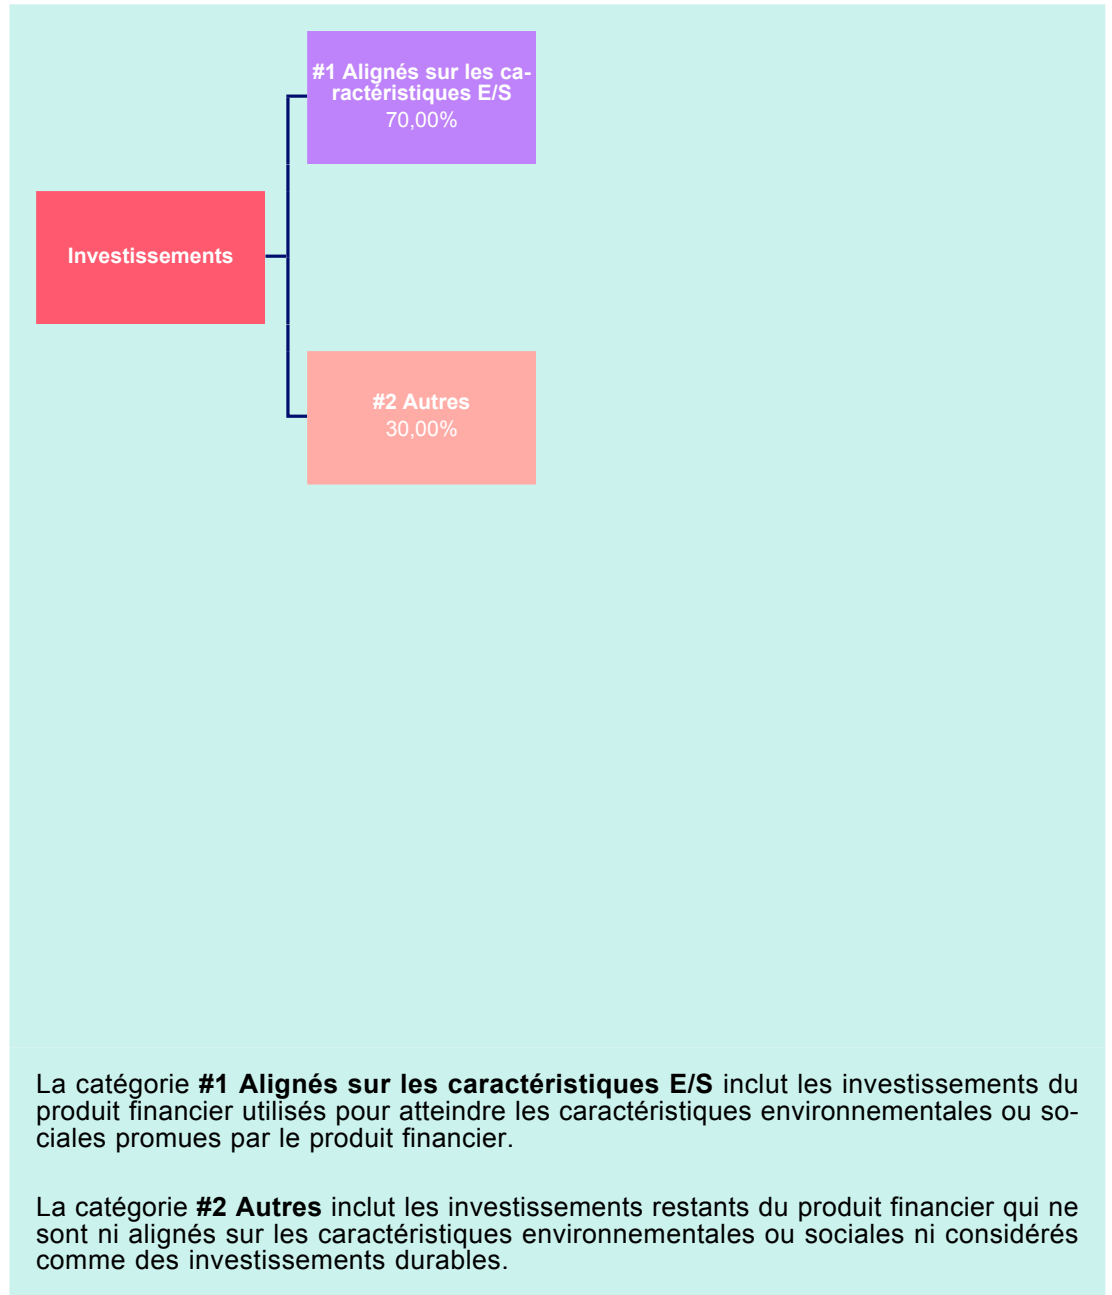 #1 Alignés sur les ca-
ractéristiques E/S
70,00%
Investissements
#2 Autres
30,00%
La catégorie #1 Alignés sur les caractéristiques E/S inclut les investissements du
produit financier utilisés pour atteindre les caractéristiques environnementales ou so-
ciales promues par le produit financier.
La catégorie #2 Autres inclut les investissements restants du produit financier qui ne
sont ni alignés sur les caractéristiques environnementales ou sociales ni considérés
comme des investissements durables.